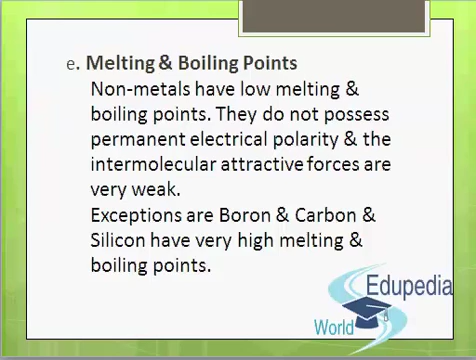 e. Melting & Boiling Points
Non-metals have low melting &
boiling points. They do not possess
permanent electrical polarity & the
intermolecular attractive forces are
very weak.
Exceptions are Boron & Carbon &
Silicon have very high melting &
boiling points.
Edupedia
World